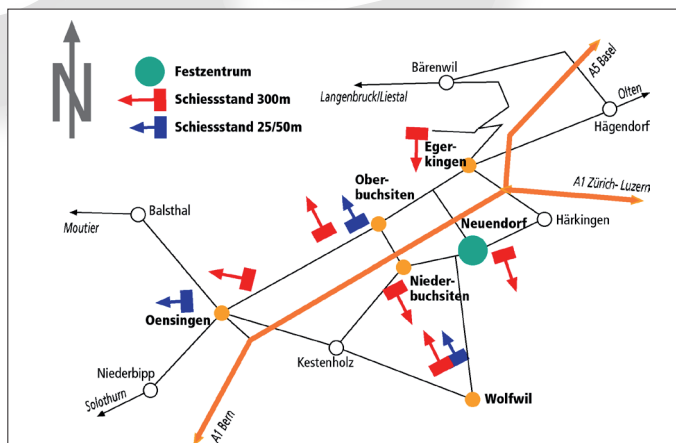 N
Festzentrum
Schiessstand 300m
Schiessstand 25/50m
Bärenwil
Langenbruck/Liestal
A5 Basel
Olten
Hägendorf
Eger-
kingen
Ober-
buchsiten
A1 Zürich- Luzern
Balsthal
Moutier
Neuendorf
Härkingen
Nieder-
buchsiten
Oensingen
Kestenholz
Niederbipp
Solothurn
A1 Bern
Wolfwil